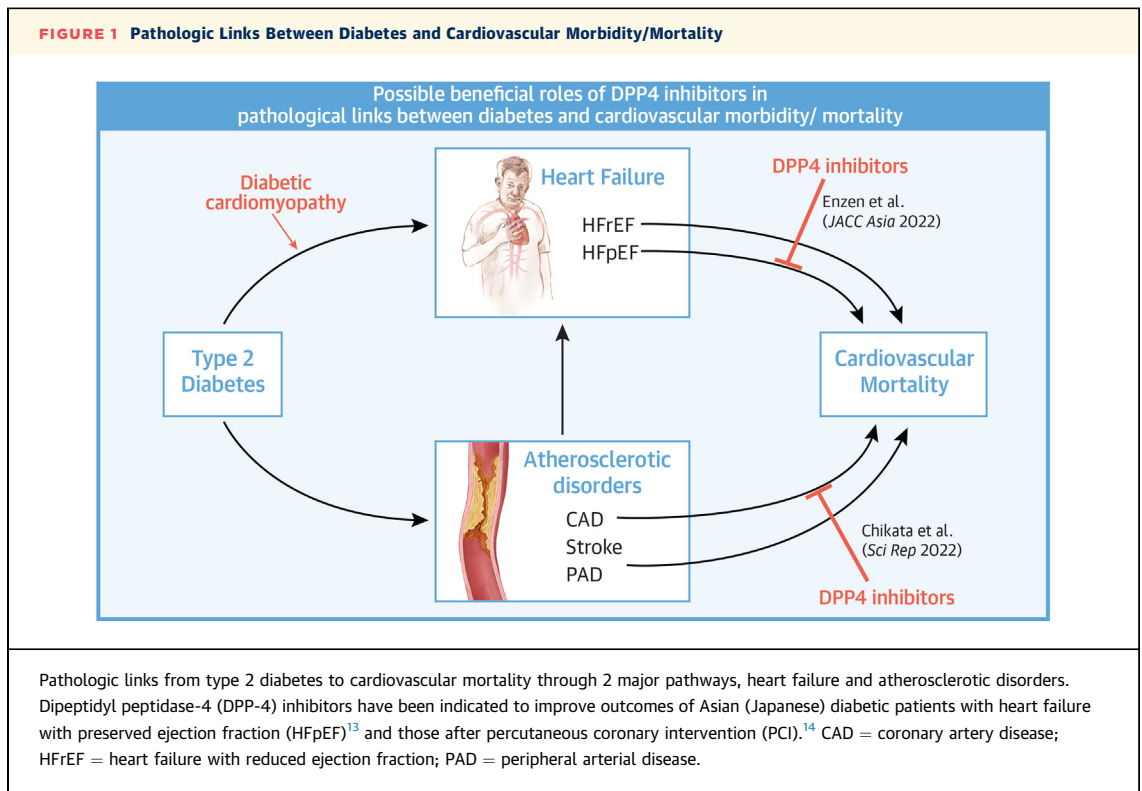 FIGURE 1 Pathologic Links Between Diabetes and Cardiovascular Morbidity/Mortality
Possible beneficial roles of DPP4 inhibitors in
pathological links between diabetes and cardiovascular morbidity/ mortality
Diabetic
cardiomyopathy
Heart Failure
HFrEF
HFpEF
DPP4 inhibitors
Enzen et al.
(JACC Asia 2022)
Type 2
Diabetes
Cardiovascular
Mortality
Atherosclerotic
disorders
CAD
Stroke
PAD
Chikata et al.
(Sci Rep 2022)
DPP4 inhibitors
Pathologic links from type 2 diabetes to cardiovascular mortality through 2 major pathways, heart failure and atherosclerotic disorders.
Dipeptidyl peptidase-4 (DPP-4) inhibitors have been indicated to improve outcomes of Asian (Japanese) diabetic patients with heart failure
with preserved ejection fraction (HFpEF)13 and those after percutaneous coronary intervention (PCI).14 CAD = coronary artery disease;
HFrEF = heart failure with reduced ejection fraction; PAD = peripheral arterial disease.